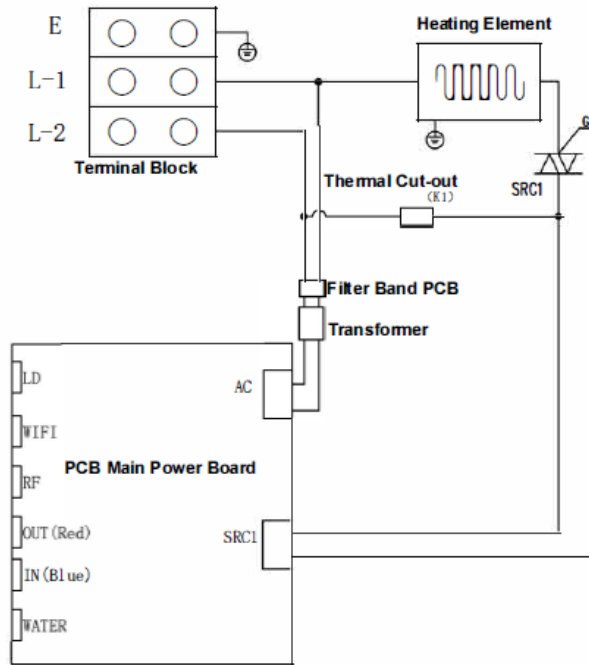 E
Heating Element
L-1
L-2
G
Terminal Block
Thermal Cut-out
(K1)
SRC1
Filter Band PCB
Transformer
LD
AC
WIFI
PCB Main Power Board
RF
OUT(Red)
SRC1
IN(Blue)
WATER